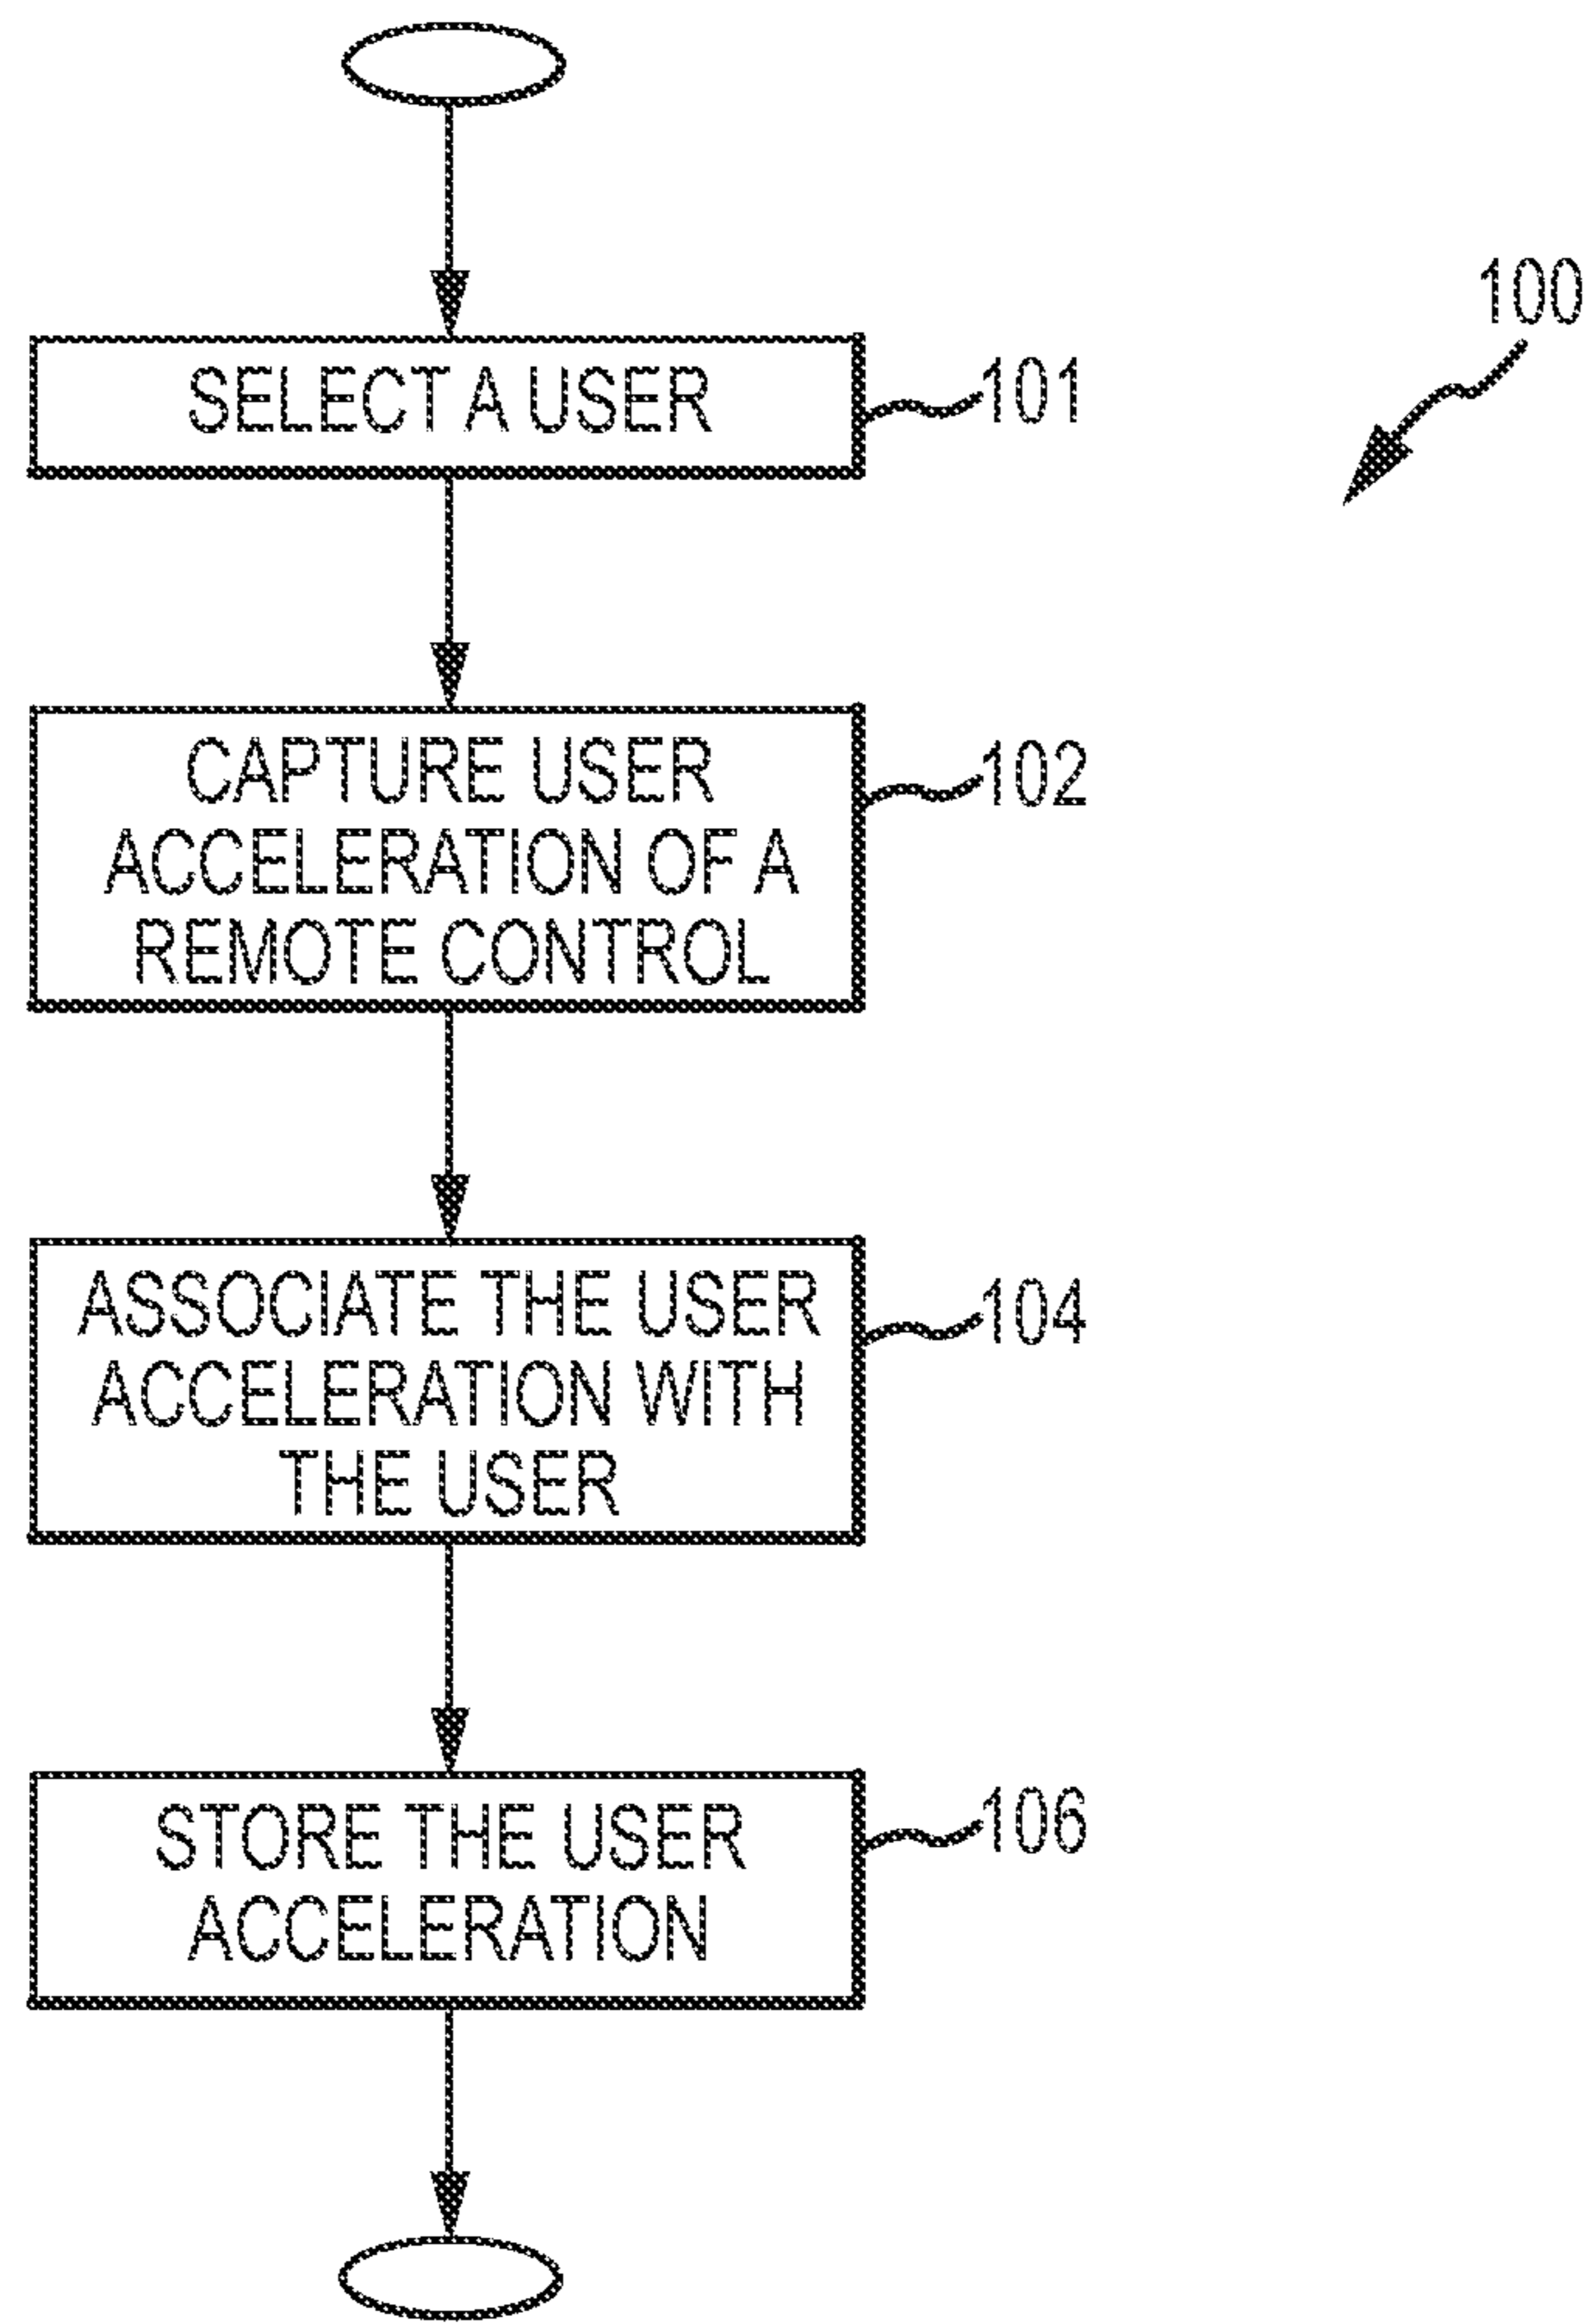 100
SELECT A USER
101
CAPTURE USER
ACCELERATION OF A
REMOTE CONTROL
102
ASSOCIATE THE USER
ACCELERATION WITH
THE USER
104
STORE THE USER
ACCELERATION
106